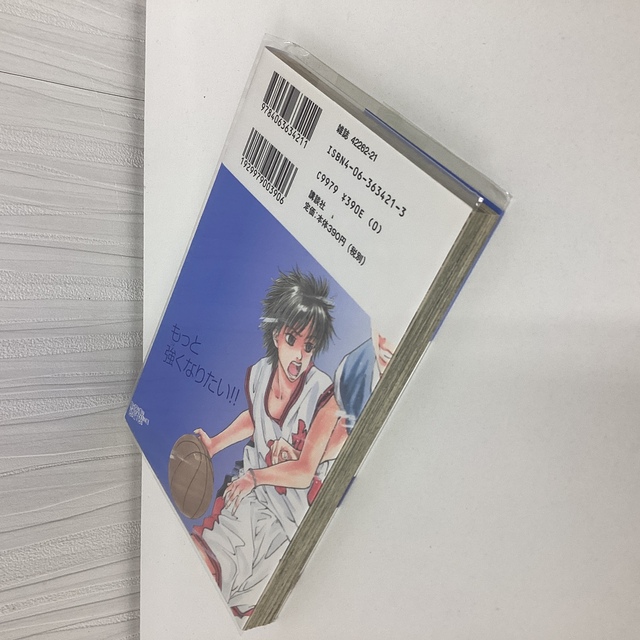 9784063634211
雑誌 42282-21
ISBN4-06-363421-3
1929979003906
C9979 ¥390E (0)
講談社
定価:本体390円(税別)
もっと
強くなりたい!!